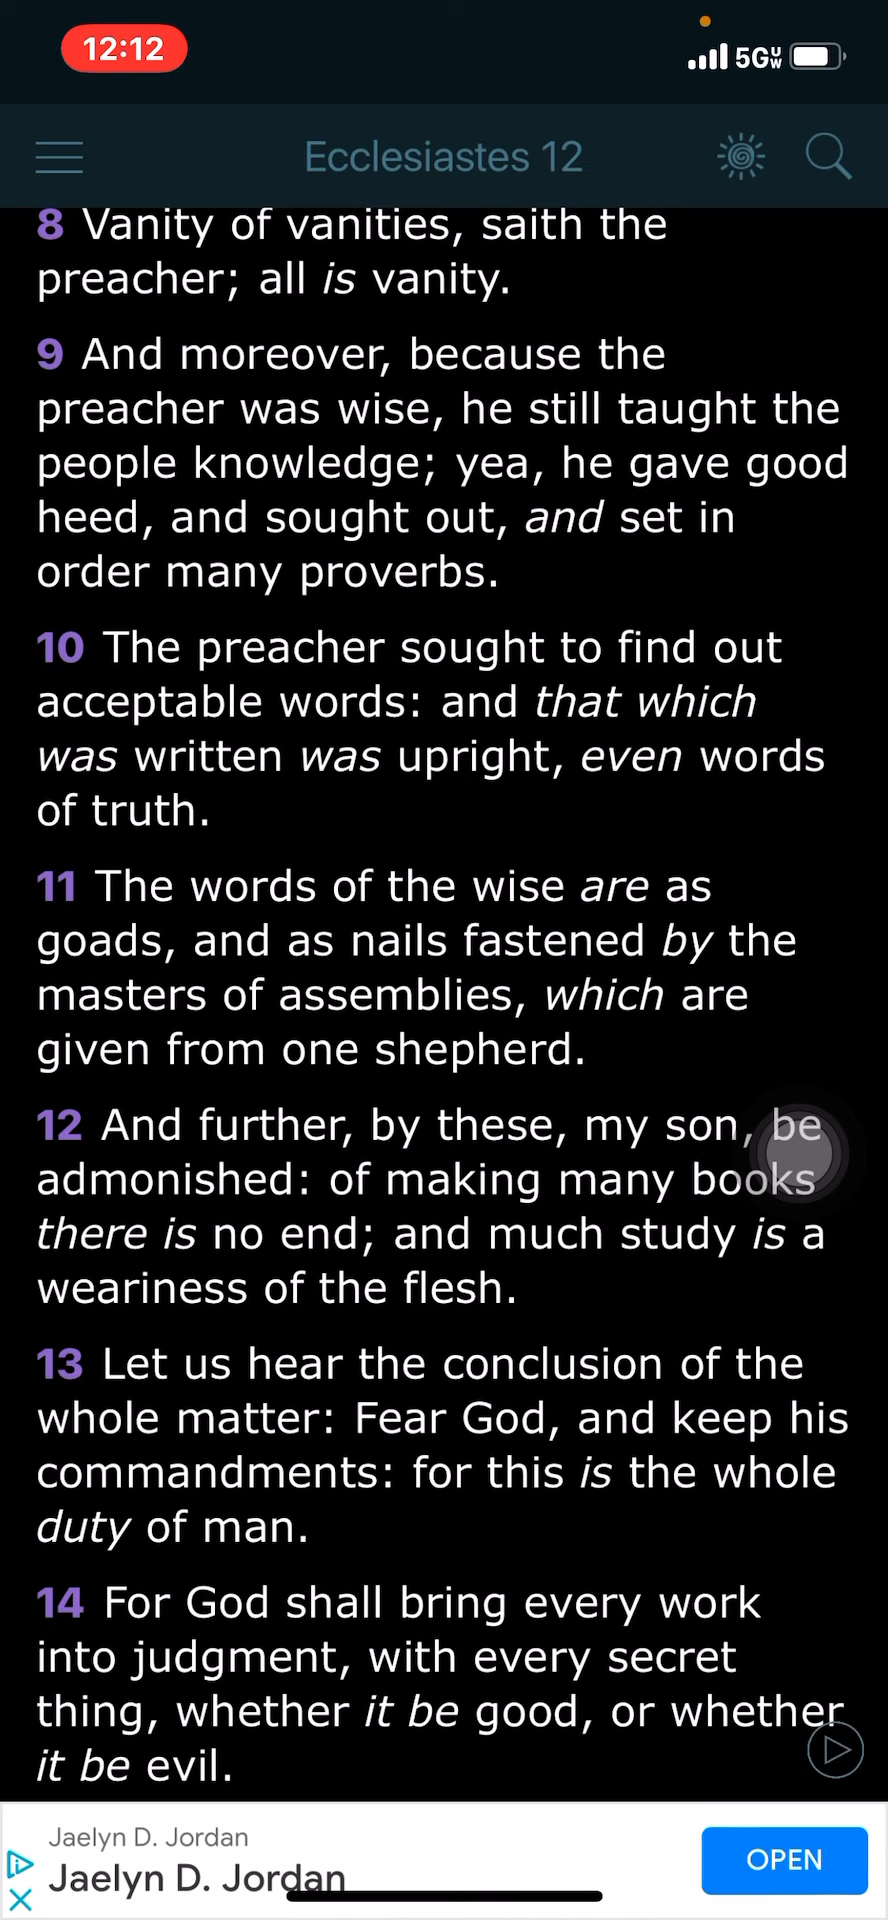 12:12
5G UW
Ecclesiastes 12
8 Vanity of vanities, saith the
preacher; all is vanity.
9 And moreover, because the
preacher was wise, he still taught the
people knowledge; yea, he gave good
heed, and sought out, and set in
order many proverbs.
10 The preacher sought to find out
acceptable words: and that which
was written was upright, even words
of truth.
11 The words of the wise are as
goads, and as nails fastened by the
masters of assemblies, which are
given from one shepherd.
12 And further, by these, my son, be
admonished: of making many books
there is no end; and much study is a
weariness of the flesh.
13 Let us hear the conclusion of the
whole matter: Fear God, and keep his
commandments: for this is the whole
duty of man.
14 For God shall bring every work
into judgment, with every secret
thing, whether it be good, or whether
it be evil.
Jaelyn D. Jordan
Jaelyn D. Jordan
OPEN